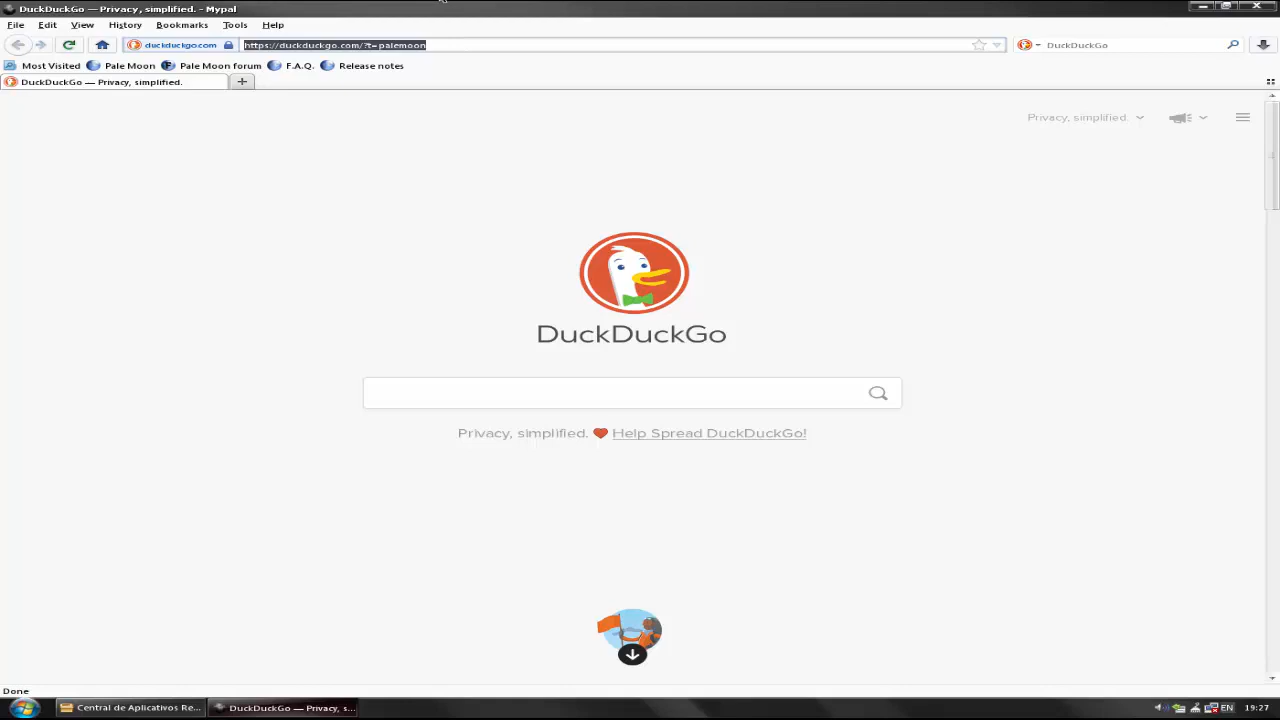 DuckDuckGo — Privacy, simplified. - Mypal
File Edit View History Bookmarks Tools Help
duckduckgo.com https://duckduckgo.com/?t=palemoon DuckDuckGo
Most Visited Pale Moon Pale Moon forum F.A.Q. Release notes
DuckDuckGo — Privacy, simplified.
Privacy, simplified.
DuckDuckGo
Privacy, simplified. Help Spread DuckDuckGo!
Done
Central de Aplicativos Re... DuckDuckGo — Privacy, s... EN 19:27